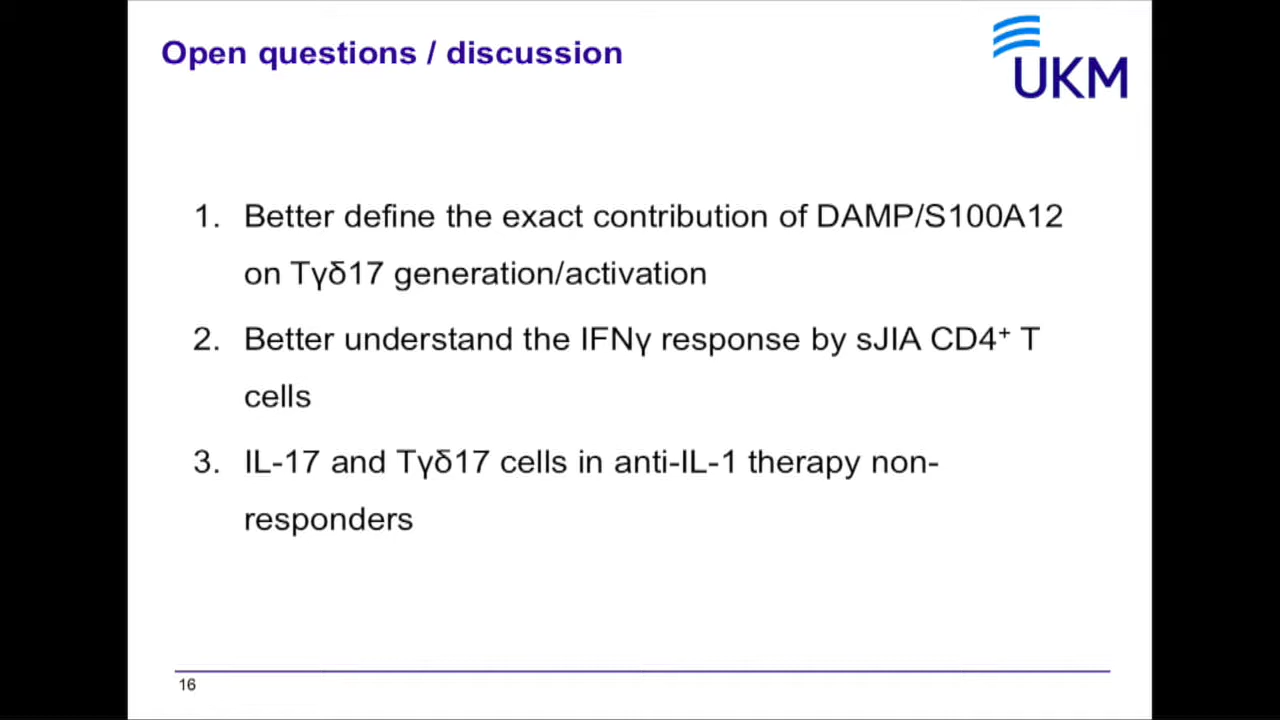 Open questions / discussion
UKM
1. Better define the exact contribution of DAMP/S100A12
on Tγδ17 generation/activation
2. Better understand the IFNγ response by sJIA CD4⁺ T
cells
3. IL-17 and Tγδ17 cells in anti-IL-1 therapy non-
responders
16